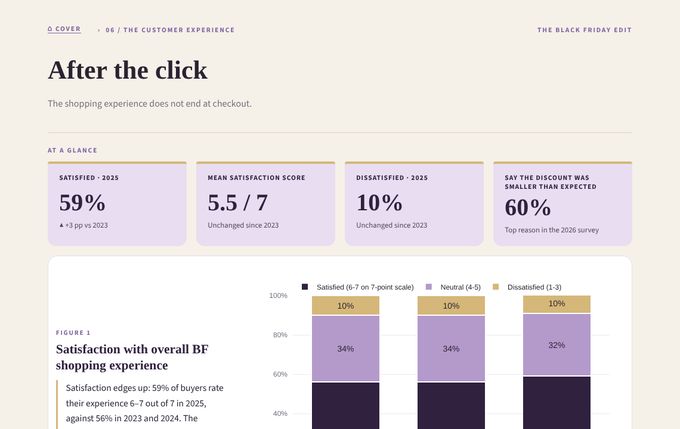 ⌂ COVER › 06 / THE CUSTOMER EXPERIENCE THE BLACK FRIDAY EDIT
After the click
The shopping experience does not end at checkout.
AT A GLANCE
SATISFIED · 2025
59%
▲ +3 pp vs 2023
MEAN SATISFACTION SCORE
5.5 / 7
Unchanged since 2023
DISSATISFIED · 2025
10%
Unchanged since 2023
SAY THE DISCOUNT WAS
SMALLER THAN EXPECTED
60%
Top reason in the 2026 survey
FIGURE 1
Satisfaction with overall BF
shopping experience
Satisfaction edges up: 59% of buyers rate
their experience 6–7 out of 7 in 2025,
against 56% in 2023 and 2024. The
Satisfied (6-7 on 7-point scale) Neutral (4-5) Dissatisfied (1-3)
100%
10% 10% 10%
80%
34% 34% 32%
60%
40%